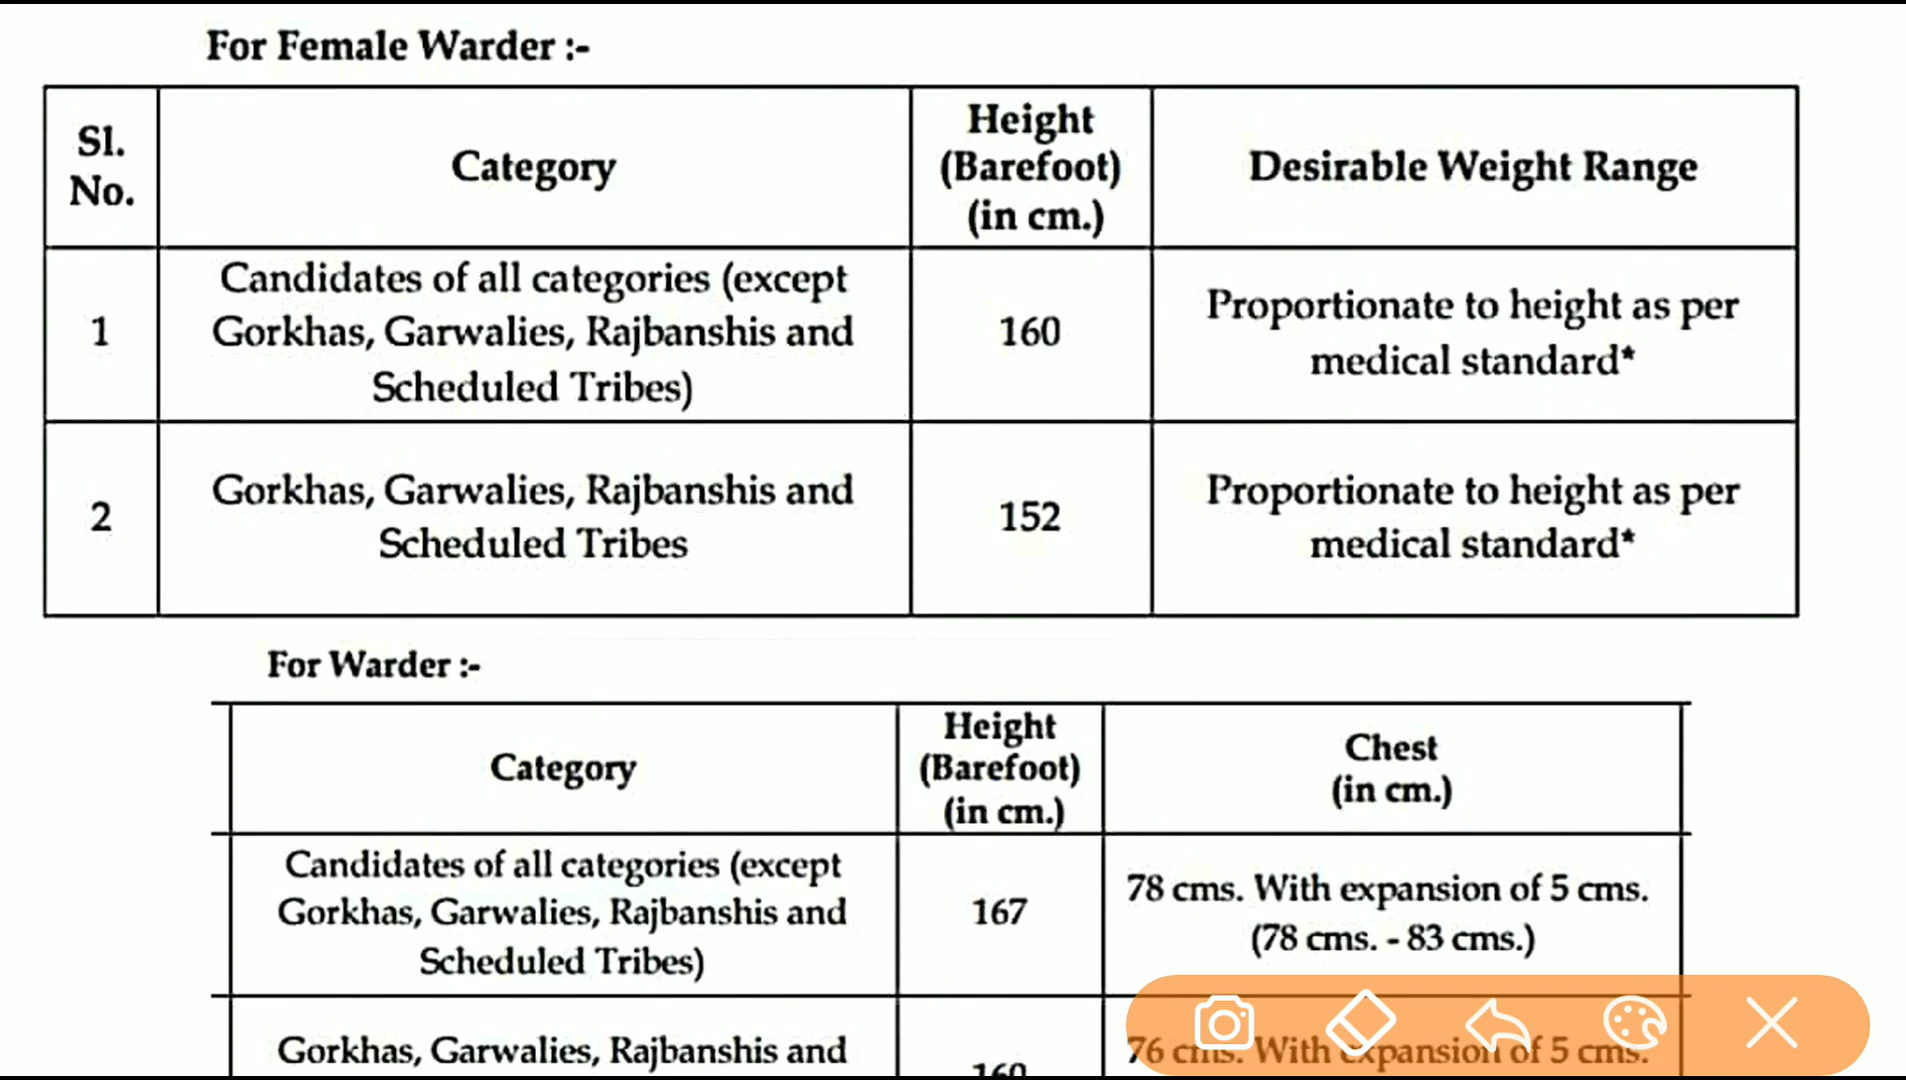 For Female Warder :-
Sl.
No.
Category
Height
(Barefoot)
(in cm.)
Desirable Weight Range
1
Candidates of all categories (except
Gorkhas, Garwalies, Rajbanshis and
Scheduled Tribes)
160
Proportionate to height as per
medical standard*
2
Gorkhas, Garwalies, Rajbanshis and
Scheduled Tribes
152
Proportionate to height as per
medical standard*
For Warder :-
Category
Height
(Barefoot)
(in cm.)
Chest
(in cm.)
Candidates of all categories (except
Gorkhas, Garwalies, Rajbanshis and
Scheduled Tribes)
167
78 cms. With expansion of 5 cms.
(78 cms. - 83 cms.)
Gorkhas, Garwalies, Rajbanshis and
160
76 cms. With expansion of 5 cms.